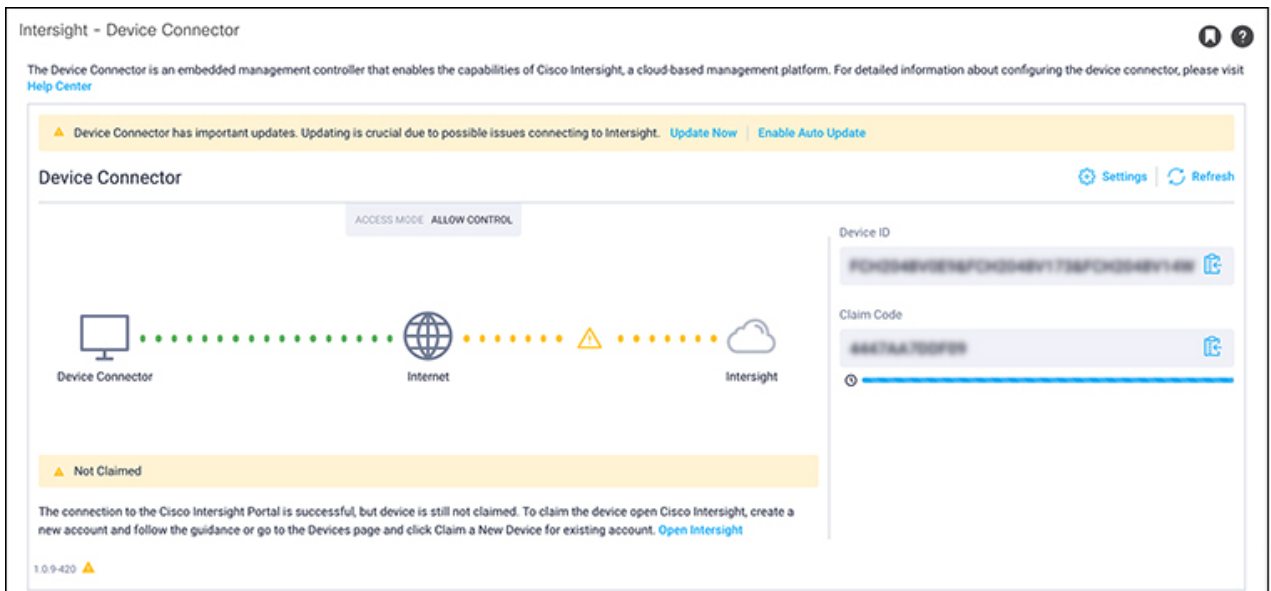 Intersight - Device Connector
The Device Connector is an embedded management controller that enables the capabilities of Cisco Intersight, a cloud-based management platform. For detailed information about configuring the device connector, please visit
Help Center
Device Connector has important updates. Updating is crucial due to possible issues connecting to Intersight. Update Now | Enable Auto Update
Device Connector
Settings | Refresh
ACCESS MODE ALLOW CONTROL
Device Connector
Internet
Intersight
Device ID
Claim Code
Not Claimed
The connection to the Cisco Intersight Portal is successful, but device is still not claimed. To claim the device open Cisco Intersight, create a
new account and follow the guidance or go to the Devices page and click Claim a New Device for existing account. Open Intersight
1.0.9-420